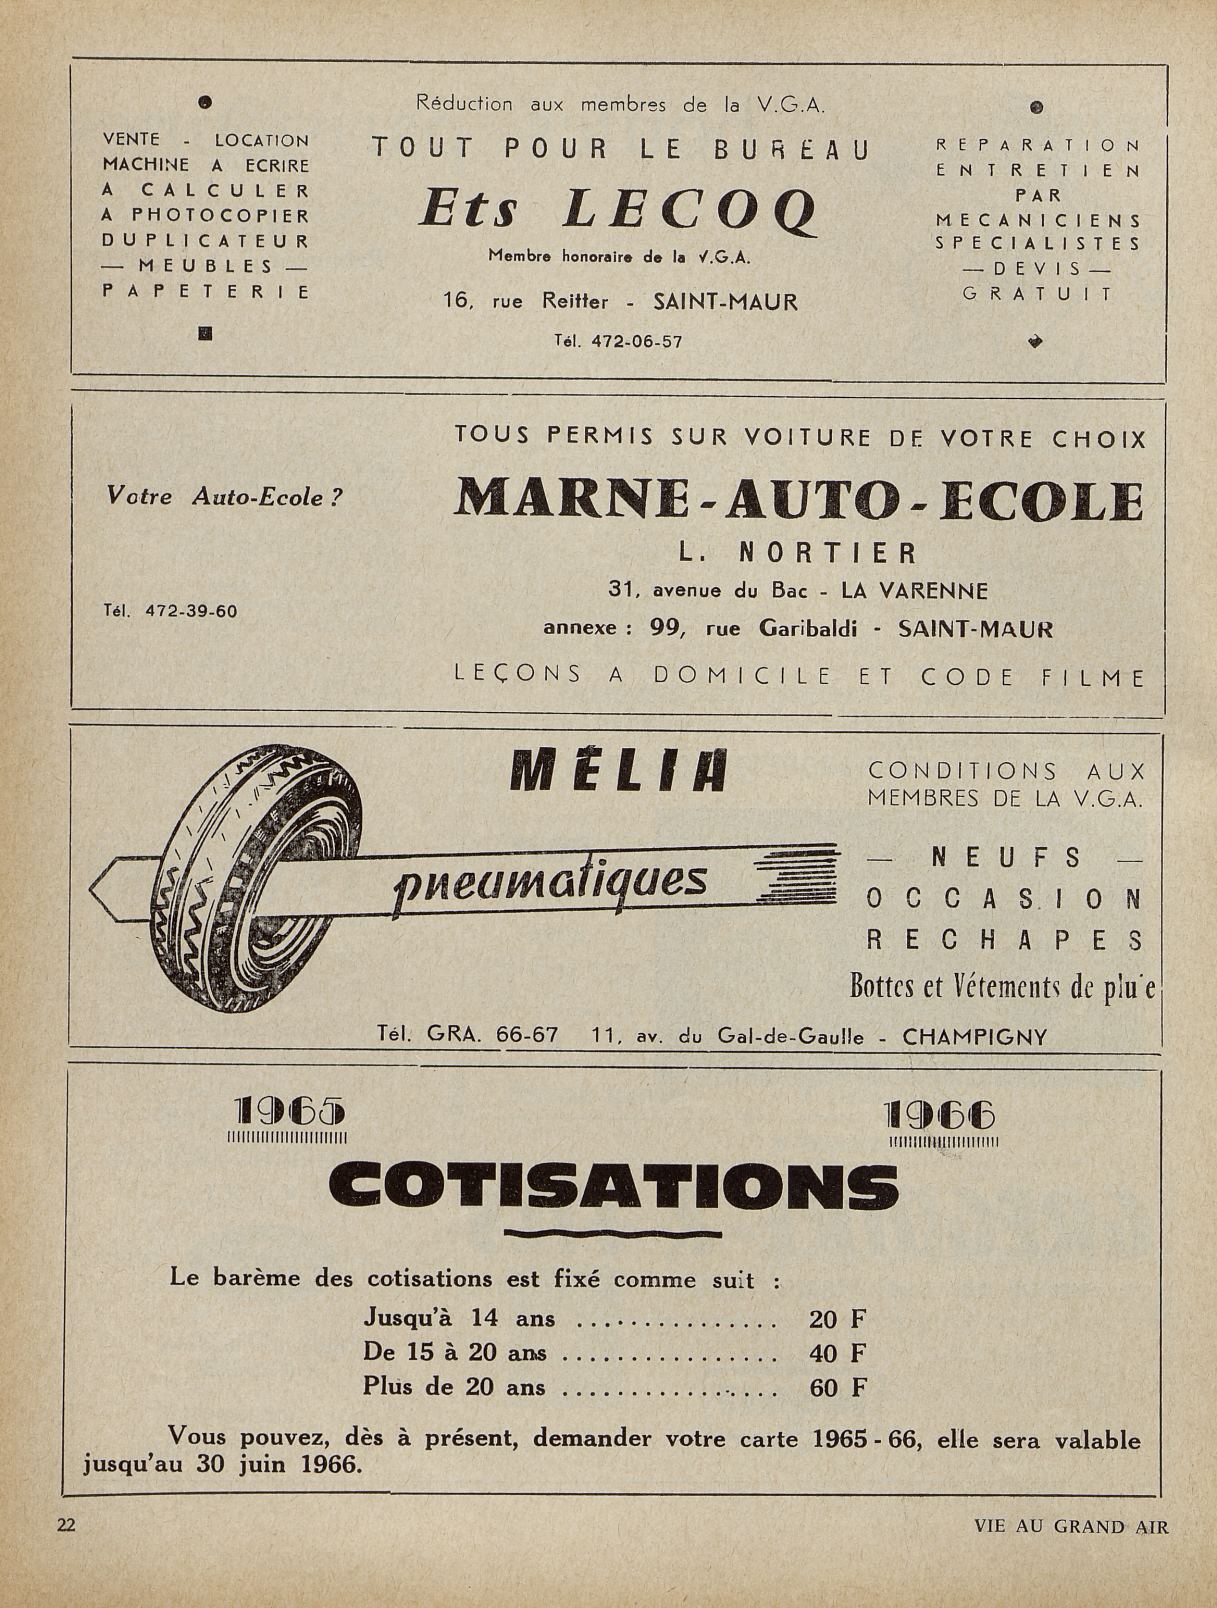 Réduction aux membres de la V.G.A.
VENTE - LOCATION
MACHINE A ECRIRE
A CALCULER
A PHOTOCOPIER
DUPLICATEUR
— MEUBLES —
PAPETERIE
TOUT POUR LE BUREAU
Ets LECOQ
Membre honoraire de la V.G.A.
16, rue Reitter - SAINT-MAUR
Tél. 472-06-57
REPARATION
ENTRETIEN
PAR
MECANICIENS
SPECIALISTES
— DEVIS —
GRATUIT
Votre Auto-Ecole ?
Tél. 472-39-60
TOUS PERMIS SUR VOITURE DE VOTRE CHOIX
MARNE-AUTO-ECOLE
L. NORTIER
31, avenue du Bac - LA VARENNE
annexe : 99, rue Garibaldi - SAINT-MAUR
LEÇONS A DOMICILE ET CODE FILME
MÉLIA
pneumatiques
CONDITIONS AUX
MEMBRES DE LA V.G.A.
— NEUFS —
OCCASION
RECHAPES
Bottes et Vêtements de pluie
Tél. GRA. 66-67 11, av. du Gal-de-Gaulle - CHAMPIGNY
1965 1966
COTISATIONS
Le barème des cotisations est fixé comme suit :
Jusqu'à 14 ans ............... 20 F
De 15 à 20 ans ................ 40 F
Plus de 20 ans ................ 60 F
Vous pouvez, dès à présent, demander votre carte 1965-66, elle sera valable
jusqu'au 30 juin 1966.
22 VIE AU GRAND AIR